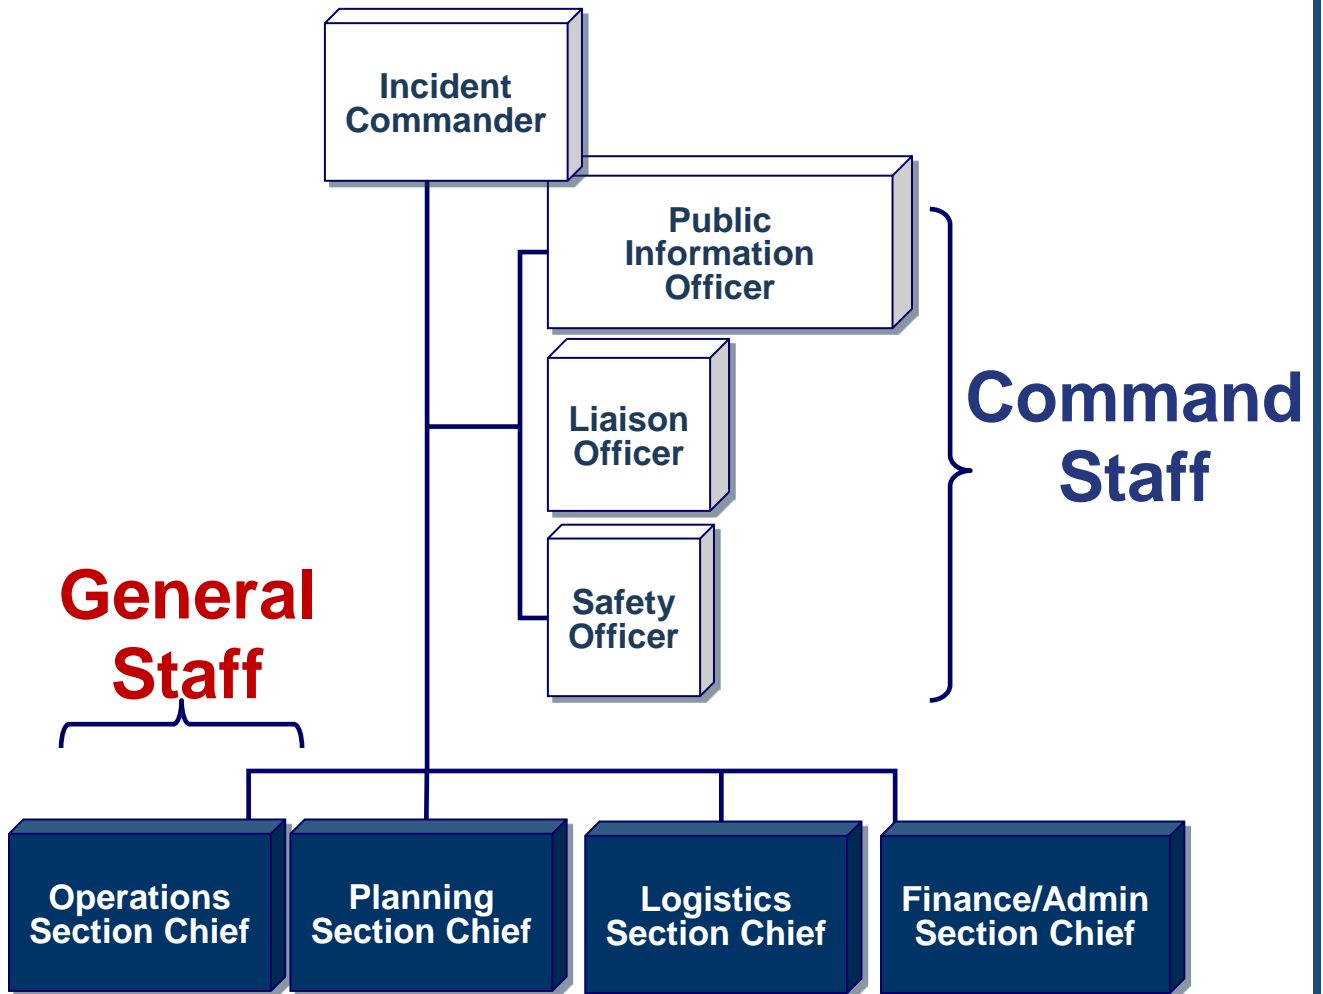 Incident
Commander
Public
Information
Officer
Liaison
Officer
Safety
Officer
Command
Staff
General
Staff
Operations
Section Chief
Planning
Section Chief
Logistics
Section Chief
Finance/Admin
Section Chief